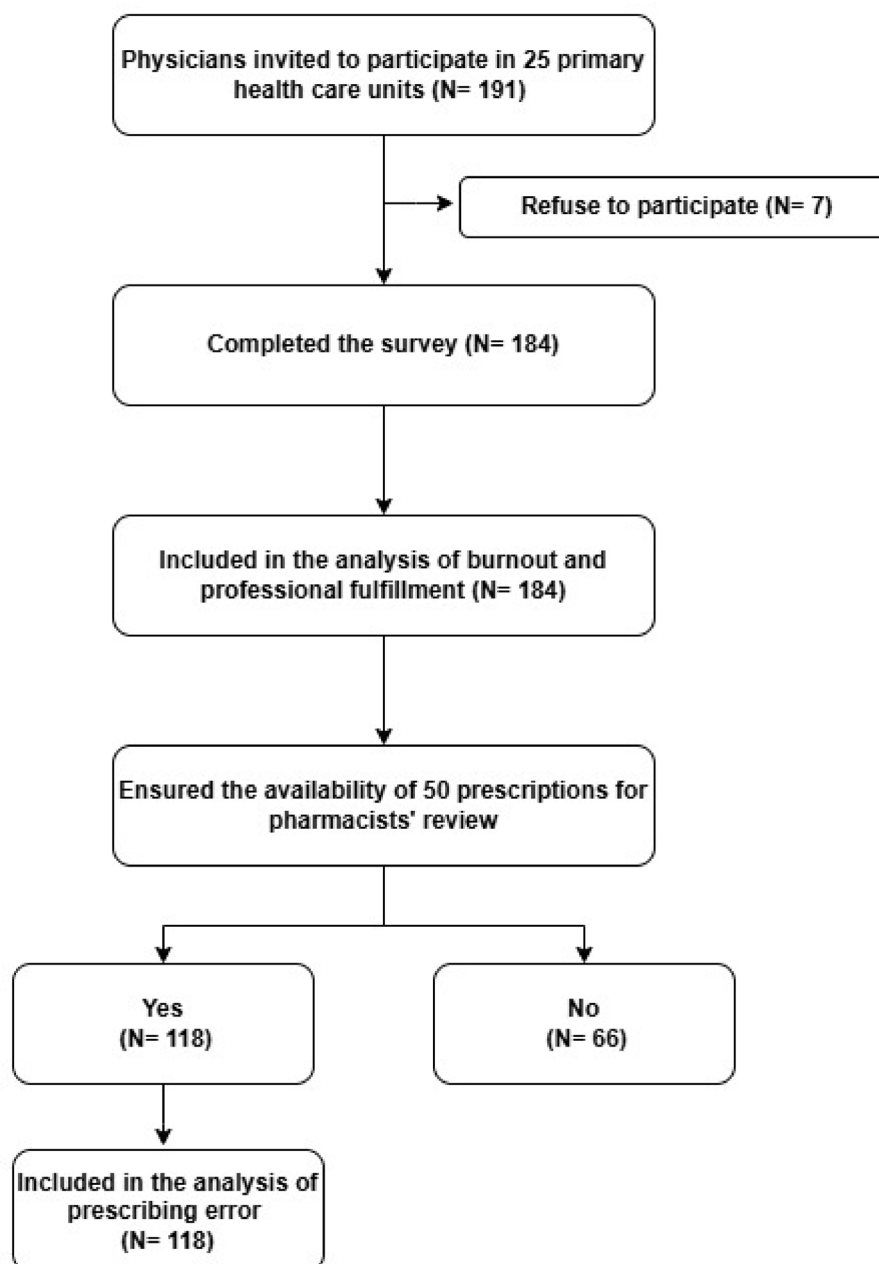 Physicians invited to participate in 25 primary
health care units (N= 191)
Refuse to participate (N= 7)
Completed the survey (N= 184)
Included in the analysis of burnout and
professional fulfillment (N= 184)
Ensured the availability of 50 prescriptions for
pharmacists' review
Yes
(N= 118)
No
(N= 66)
Included in the analysis of
prescribing error
(N= 118)